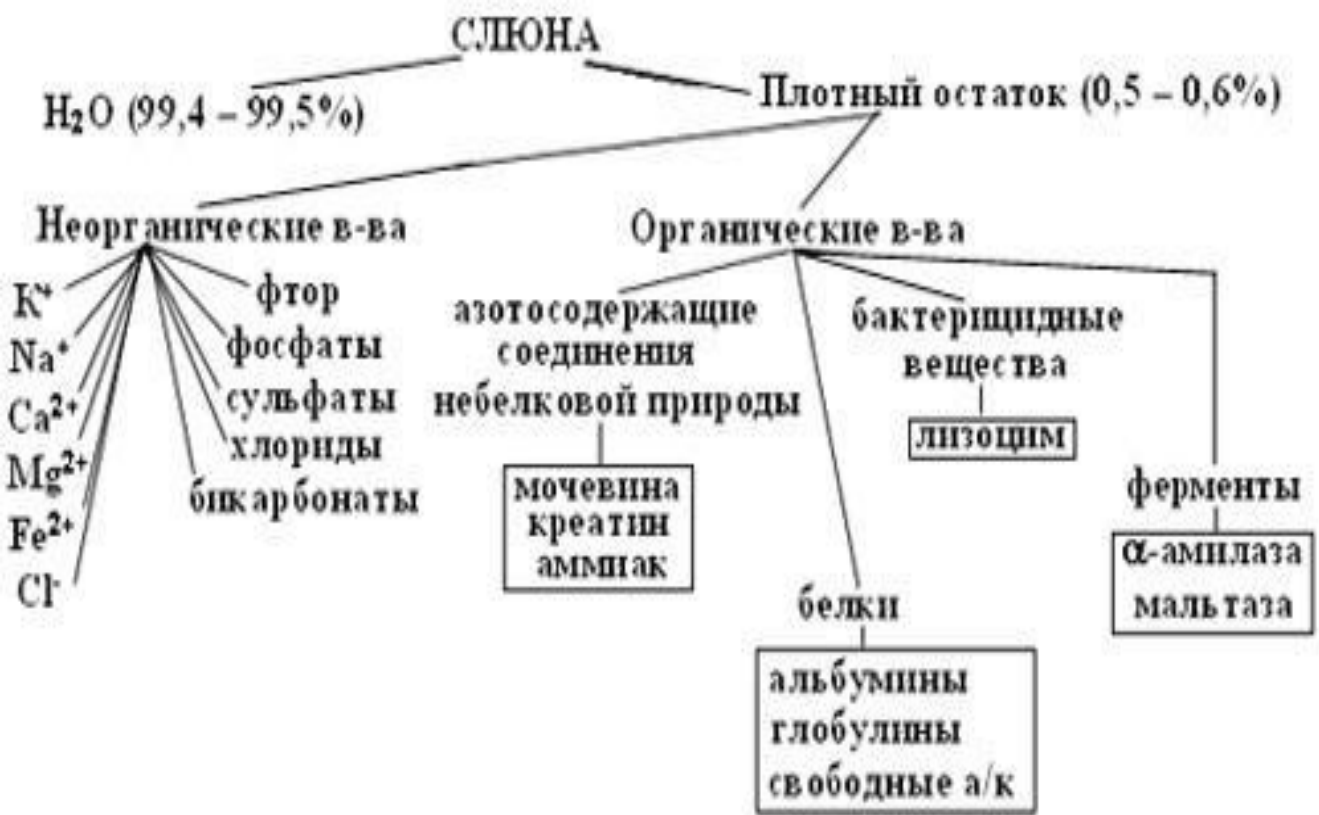 СЛЮНА
H₂O (99,4 – 99,5%)
Плотный остаток (0,5 – 0,6%)
Неорганические в-ва
K⁺
Na⁺
Ca²⁺
Mg²⁺
Fe²⁺
Cl⁻
фтор
фосфаты
сульфаты
хлориды
бикарбонаты
Органические в-ва
азотосодержащие
соединения
небелковой природы
мочевина
креатин
аммиак
белки
альбумины
глобулины
свободные а/к
бактерицидные
вещества
лизоцим
ферменты
α-амилаза
мальтаза